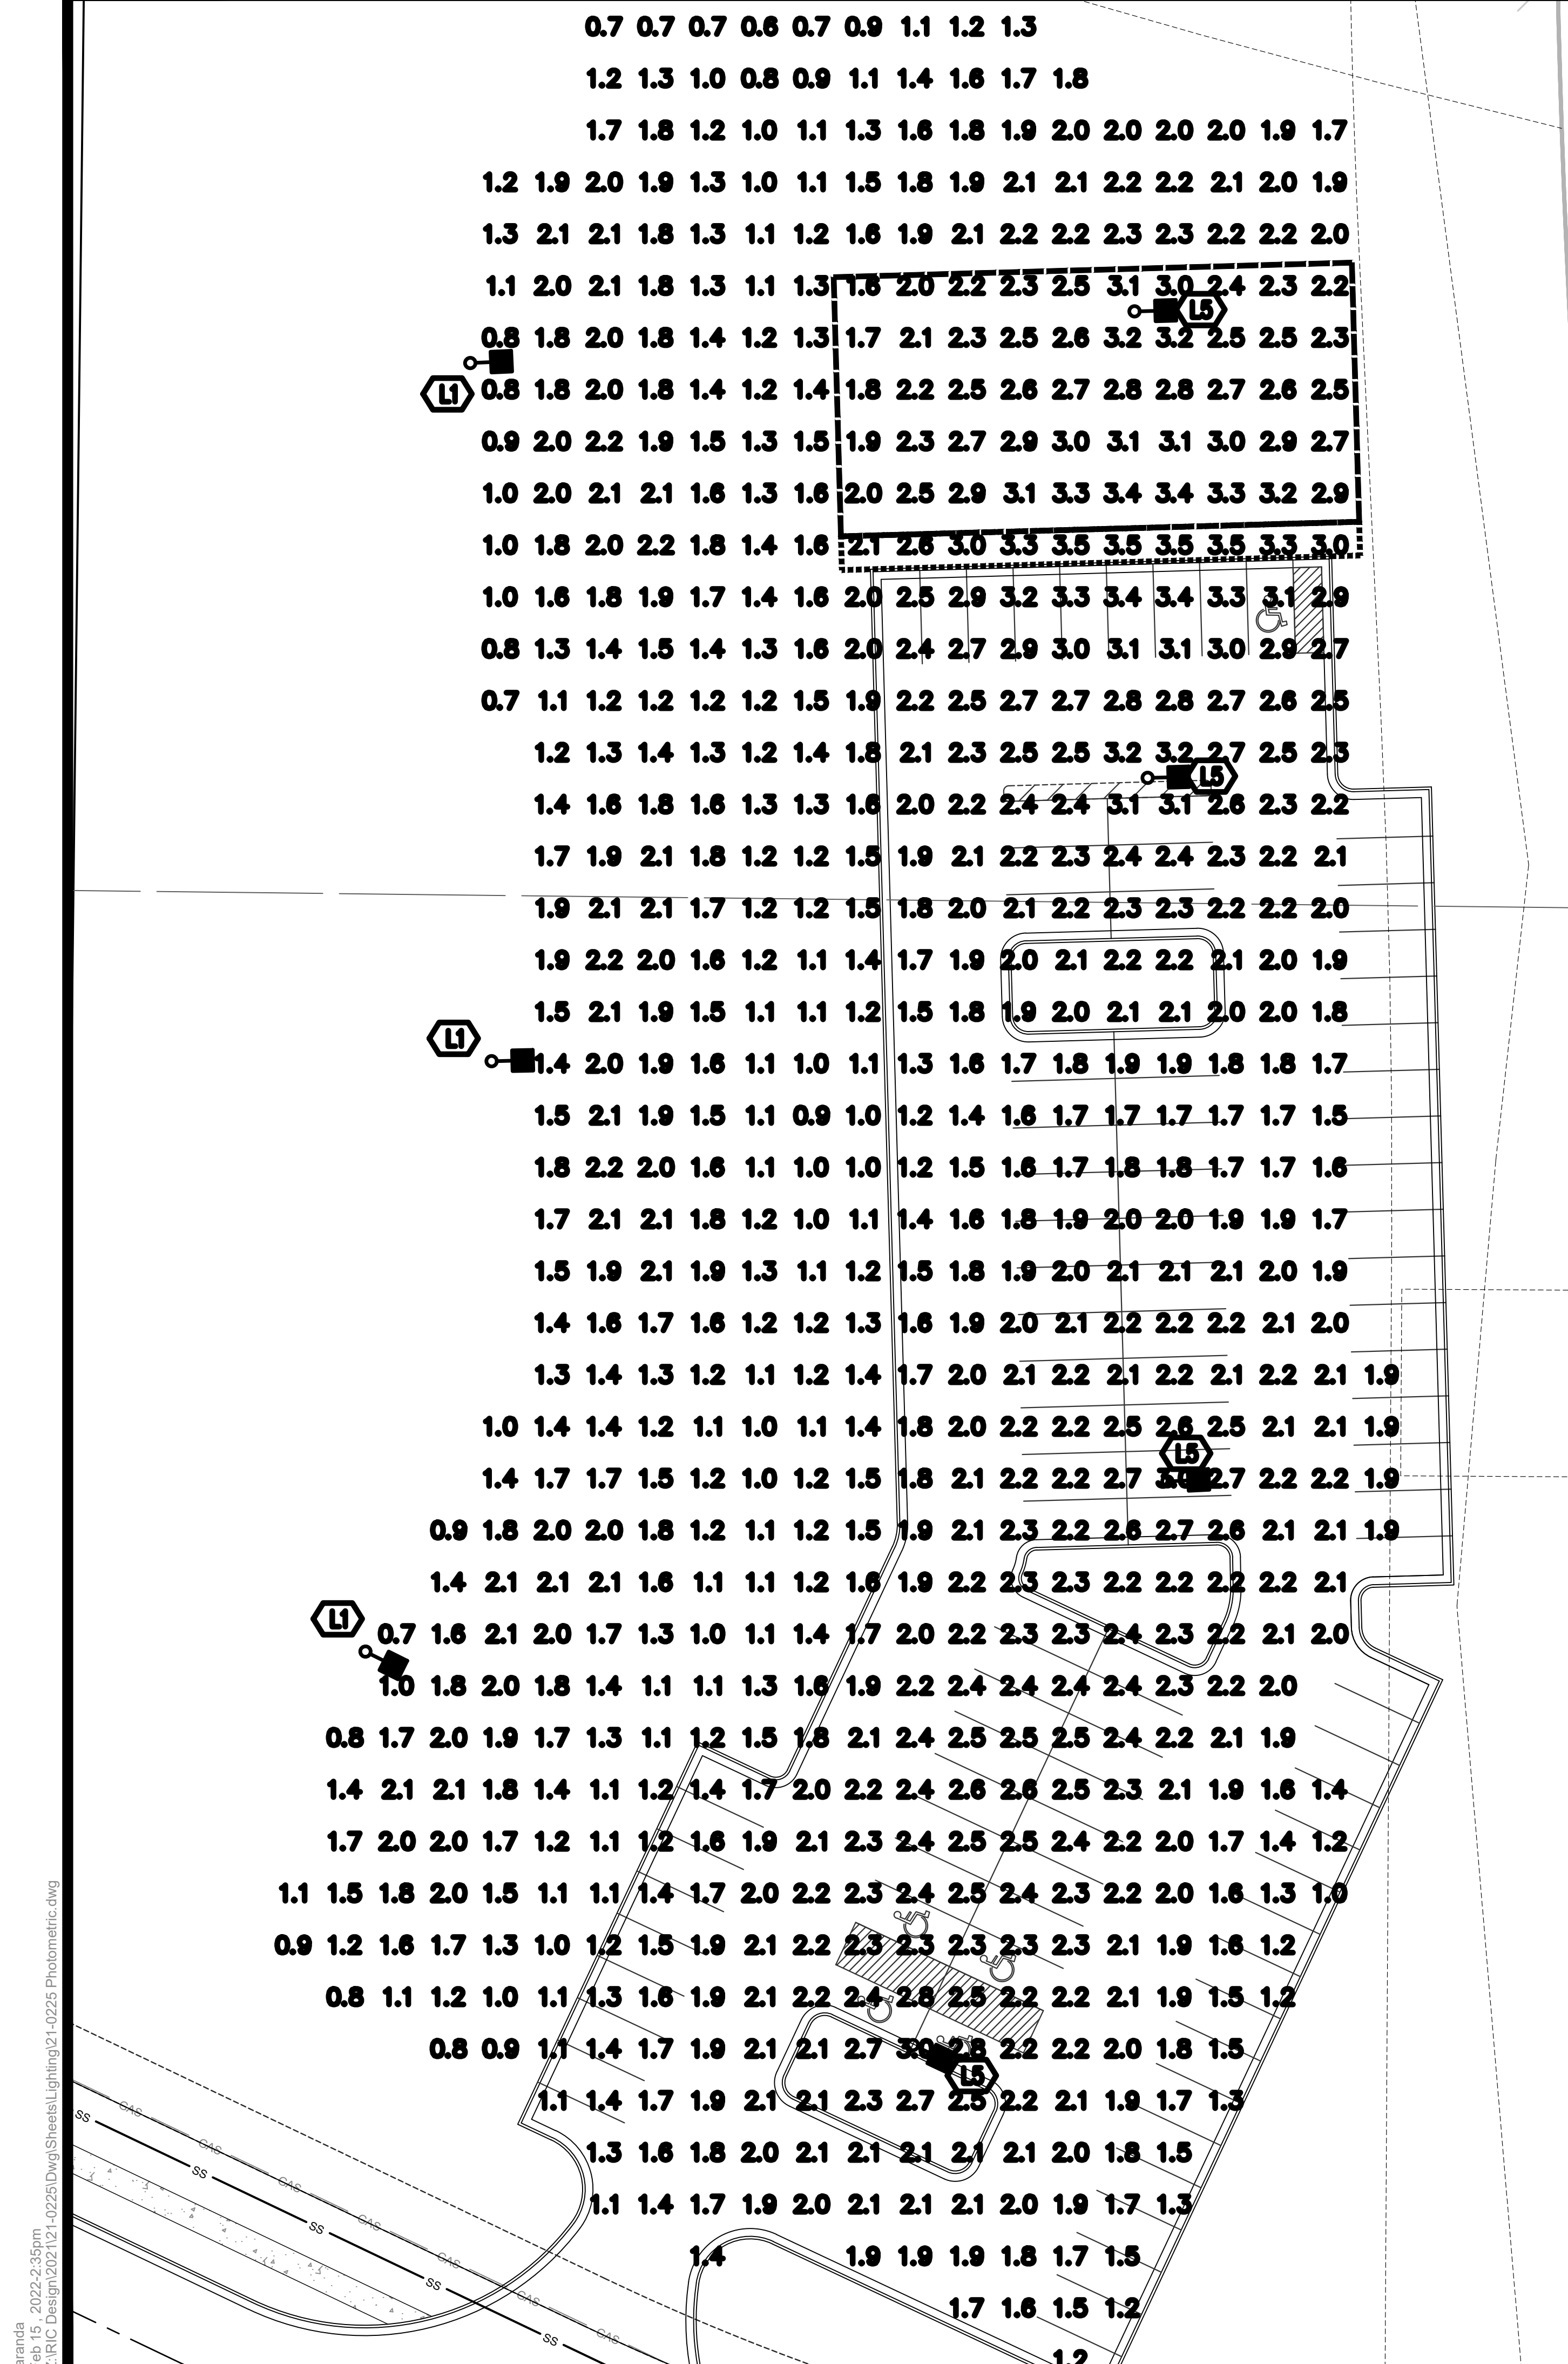 0.7 0.7 0.7 0.6 0.7 0.9 1.1 1.2 1.3
1.2 1.3 1.0 0.8 0.9 1.1 1.4 1.6 1.7 1.8
1.7 1.8 1.2 1.0 1.1 1.3 1.6 1.8 1.9 2.0 2.0 2.0 2.0 1.9 1.7
1.2 1.9 2.0 1.9 1.3 1.0 1.1 1.5 1.8 1.9 2.1 2.1 2.2 2.2 2.1 2.0 1.9
1.3 2.1 2.1 1.8 1.3 1.1 1.2 1.6 1.9 2.1 2.2 2.2 2.3 2.3 2.2 2.2 2.0
1.1 2.0 2.1 1.8 1.3 1.1 1.3 1.6 2.0 2.2 2.3 2.5 3.1 3.0 2.4 2.3 2.2
L5
0.8 1.8 2.0 1.8 1.4 1.2 1.3 1.7 2.1 2.3 2.5 2.6 3.2 3.2 2.5 2.5 2.3
L1 0.8 1.8 2.0 1.8 1.4 1.2 1.4 1.8 2.2 2.5 2.6 2.7 2.8 2.8 2.7 2.6 2.5
0.9 2.0 2.2 1.9 1.5 1.3 1.5 1.9 2.3 2.7 2.9 3.0 3.1 3.1 3.0 2.9 2.7
1.0 2.0 2.1 2.1 1.6 1.3 1.6 2.0 2.5 2.9 3.1 3.3 3.4 3.4 3.3 3.2 2.9
1.0 1.8 2.0 2.2 1.8 1.4 1.6 2.1 2.6 3.0 3.3 3.5 3.5 3.5 3.5 3.3 3.0
1.0 1.6 1.8 1.9 1.7 1.4 1.6 2.0 2.5 2.9 3.2 3.3 3.4 3.4 3.3 3.1 2.9
0.8 1.3 1.4 1.5 1.4 1.3 1.6 2.0 2.4 2.7 2.9 3.0 3.1 3.1 3.0 2.9 2.7
0.7 1.1 1.2 1.2 1.2 1.2 1.5 1.9 2.2 2.5 2.7 2.7 2.8 2.8 2.7 2.6 2.5
1.2 1.3 1.4 1.3 1.2 1.4 1.8 2.1 2.3 2.5 2.5 3.2 3.2 2.7 2.5 2.3
L5
1.4 1.6 1.8 1.6 1.3 1.3 1.6 2.0 2.2 2.4 2.4 3.1 3.1 2.6 2.3 2.2
1.7 1.9 2.1 1.8 1.2 1.2 1.5 1.9 2.1 2.2 2.3 2.4 2.4 2.3 2.2 2.1
1.9 2.1 2.1 1.7 1.2 1.2 1.5 1.8 2.0 2.1 2.2 2.3 2.3 2.2 2.2 2.0
1.9 2.2 2.0 1.6 1.2 1.1 1.4 1.7 1.9 2.0 2.1 2.2 2.2 2.1 2.0 1.9
1.5 2.1 1.9 1.5 1.1 1.1 1.2 1.5 1.8 1.9 2.0 2.1 2.1 2.0 2.0 1.8
L1
1.4 2.0 1.9 1.6 1.1 1.0 1.1 1.3 1.6 1.7 1.8 1.9 1.9 1.8 1.8 1.7
1.5 2.1 1.9 1.5 1.1 0.9 1.0 1.2 1.4 1.6 1.7 1.7 1.7 1.7 1.7 1.5
1.8 2.2 2.0 1.6 1.1 1.0 1.0 1.2 1.5 1.6 1.7 1.8 1.8 1.7 1.7 1.6
1.7 2.1 2.1 1.8 1.2 1.0 1.1 1.4 1.6 1.8 1.9 2.0 2.0 1.9 1.9 1.7
1.5 1.9 2.1 1.9 1.3 1.1 1.2 1.5 1.8 1.9 2.0 2.1 2.1 2.1 2.0 1.9
1.4 1.6 1.7 1.6 1.2 1.2 1.3 1.6 1.9 2.0 2.1 2.2 2.2 2.2 2.1 2.0
1.3 1.4 1.3 1.2 1.1 1.2 1.4 1.7 2.0 2.1 2.2 2.1 2.2 2.1 2.2 2.1 1.9
1.0 1.4 1.4 1.2 1.1 1.0 1.1 1.4 1.8 2.0 2.2 2.2 2.5 2.6 2.5 2.1 2.1 1.9
L5
1.4 1.7 1.7 1.5 1.2 1.0 1.2 1.5 1.8 2.1 2.2 2.2 2.7 3.0 2.7 2.2 2.2 1.9
0.9 1.8 2.0 2.0 1.8 1.2 1.1 1.2 1.5 1.9 2.1 2.3 2.2 2.6 2.7 2.6 2.1 2.1 1.9
1.4 2.1 2.1 2.1 1.6 1.1 1.1 1.2 1.6 1.9 2.2 2.3 2.3 2.2 2.2 2.2 2.2 2.1
L1
0.7 1.6 2.1 2.0 1.7 1.3 1.0 1.1 1.4 1.7 2.0 2.2 2.3 2.3 2.4 2.3 2.2 2.1 2.0
1.0 1.8 2.0 1.8 1.4 1.1 1.1 1.3 1.6 1.9 2.2 2.4 2.4 2.4 2.4 2.3 2.2 2.0
0.8 1.7 2.0 1.9 1.7 1.3 1.1 1.2 1.5 1.8 2.1 2.4 2.5 2.5 2.5 2.4 2.2 2.1 1.9
1.4 2.1 2.1 1.8 1.4 1.1 1.2 1.4 1.7 2.0 2.2 2.4 2.6 2.6 2.5 2.3 2.1 1.9 1.6 1.4
1.7 2.0 2.0 1.7 1.2 1.1 1.2 1.6 1.9 2.1 2.3 2.4 2.5 2.5 2.4 2.2 2.0 1.7 1.4 1.2
1.1 1.5 1.8 2.0 1.5 1.1 1.1 1.4 1.7 2.0 2.2 2.3 2.4 2.5 2.4 2.3 2.2 2.0 1.6 1.3 1.0
0.9 1.2 1.6 1.7 1.3 1.0 1.2 1.5 1.9 2.1 2.2 2.3 2.3 2.3 2.3 2.3 2.1 1.9 1.6 1.2
0.8 1.1 1.2 1.0 1.1 1.3 1.6 1.9 2.1 2.2 2.4 2.8 2.5 2.2 2.2 2.1 1.9 1.5 1.2
0.8 0.9 1.1 1.4 1.7 1.9 2.1 2.1 2.7 3.0 2.8 2.2 2.2 2.0 1.8 1.5
L5
1.1 1.4 1.7 1.9 2.1 2.1 2.3 2.7 2.5 2.2 2.1 1.9 1.7 1.3
1.3 1.6 1.8 2.0 2.1 2.1 2.1 2.1 2.1 2.0 1.8 1.5
1.1 1.4 1.7 1.9 2.0 2.1 2.1 2.1 2.0 1.9 1.7 1.3
1.4 1.9 1.9 1.9 1.8 1.7 1.5
1.7 1.6 1.5 1.2
1.2
GAS GAS GAS GAS GAS GAS GAS
SS SS SS SS SS
aranda
eb 15, 2022-2:35pm
:\RIC Design\2021\21-0225\Dwg\Sheets\Lighting\21-0225 Photometric.dwg